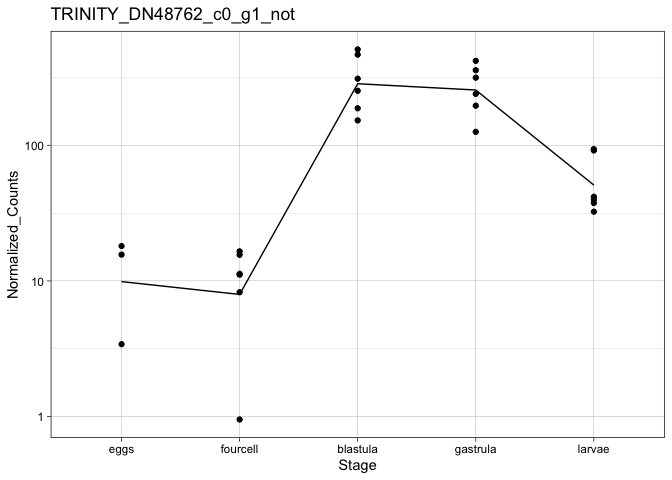 TRINITY_DN48762_c0_g1_not
Normalized_Counts
100
10
1
eggs fourcell blastula gastrula larvae
Stage